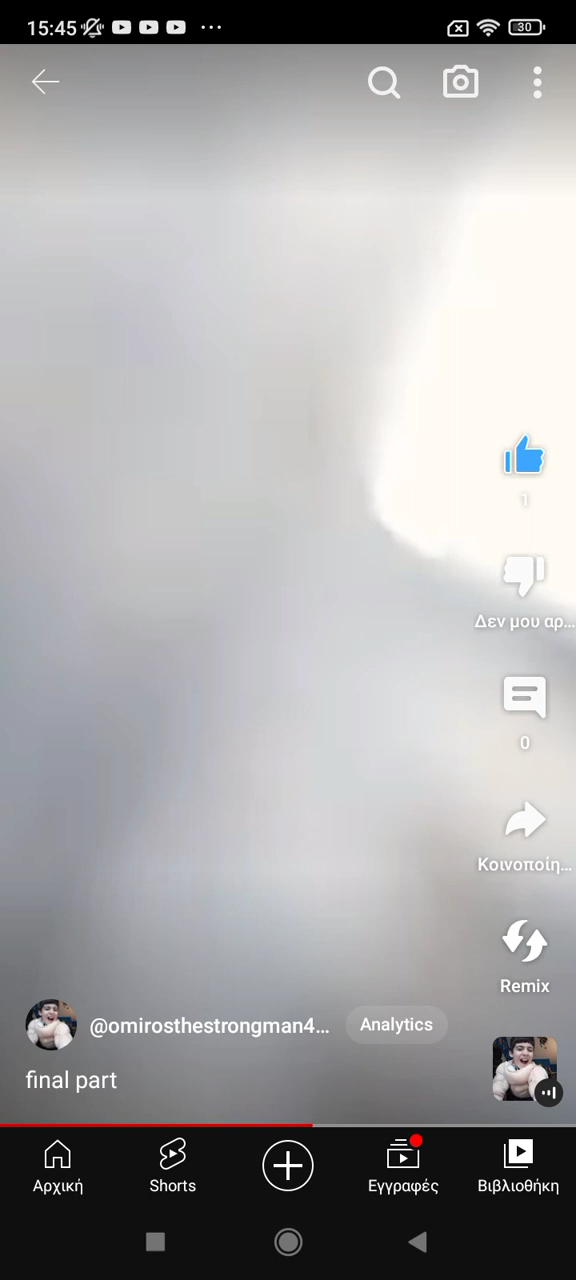 15:45
30
1
Δεν μου αρ...
0
Κοινοποίη...
Remix
@omirosthestrongman4...
Analytics
final part
Αρχική
Shorts
Εγγραφές
Βιβλιοθήκη